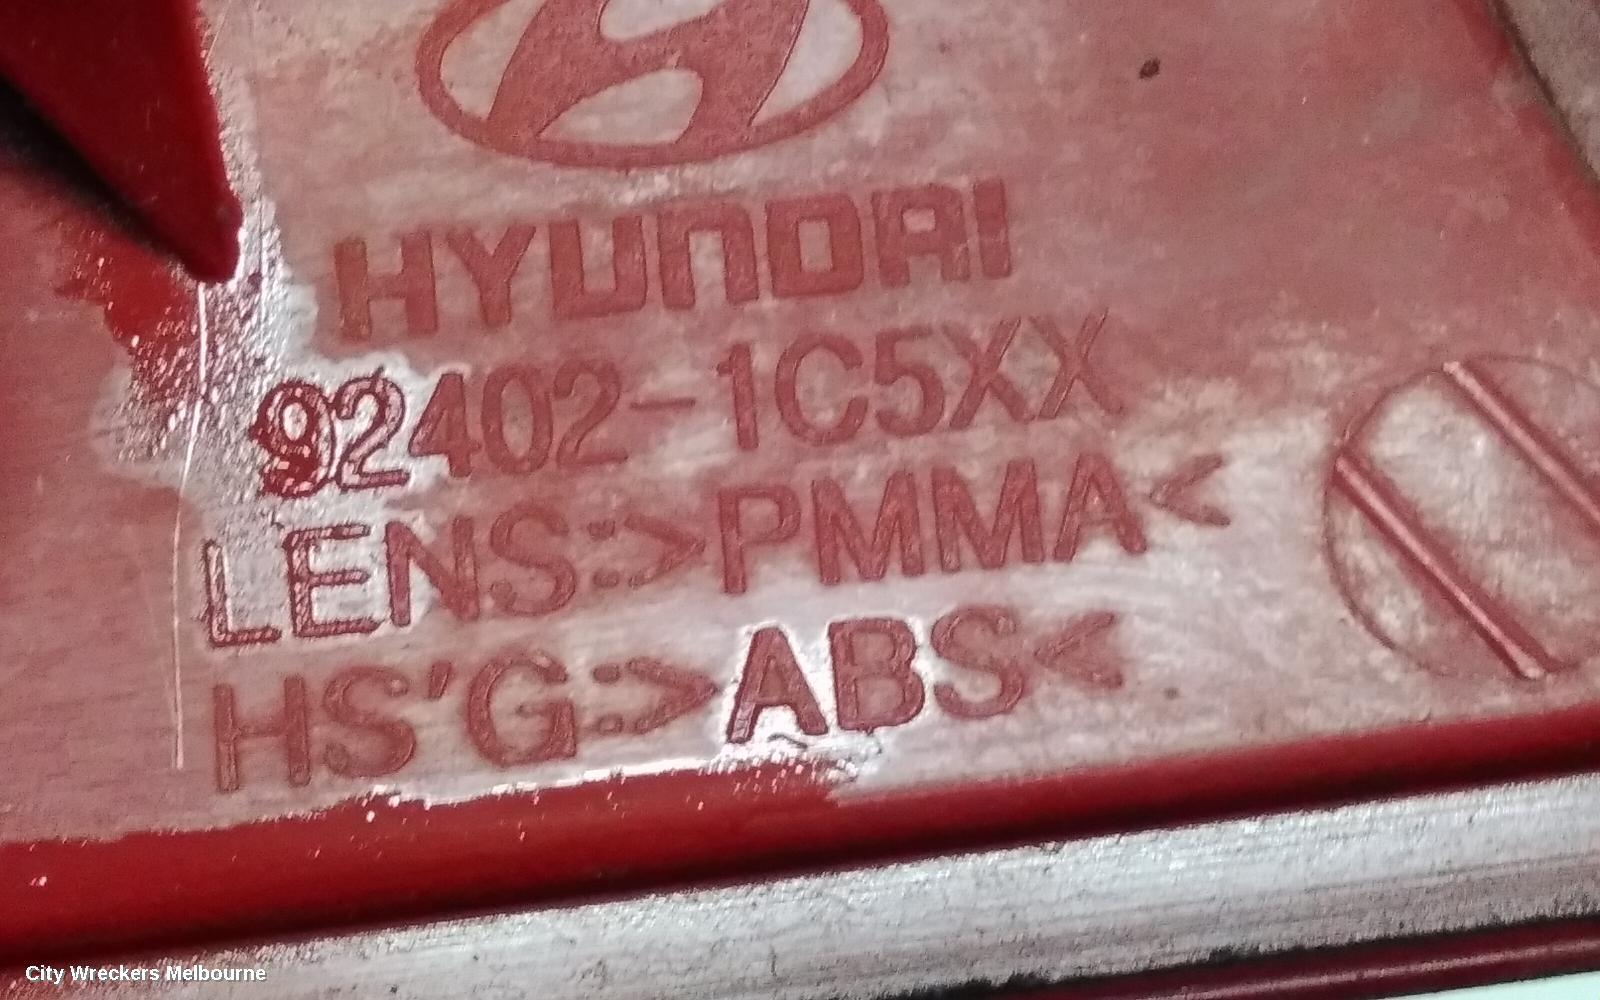 HYUNDAI
92402-1C5XX
LENS:>PMMA<
HS'G:>ABS<
City Wreckers Melbourne